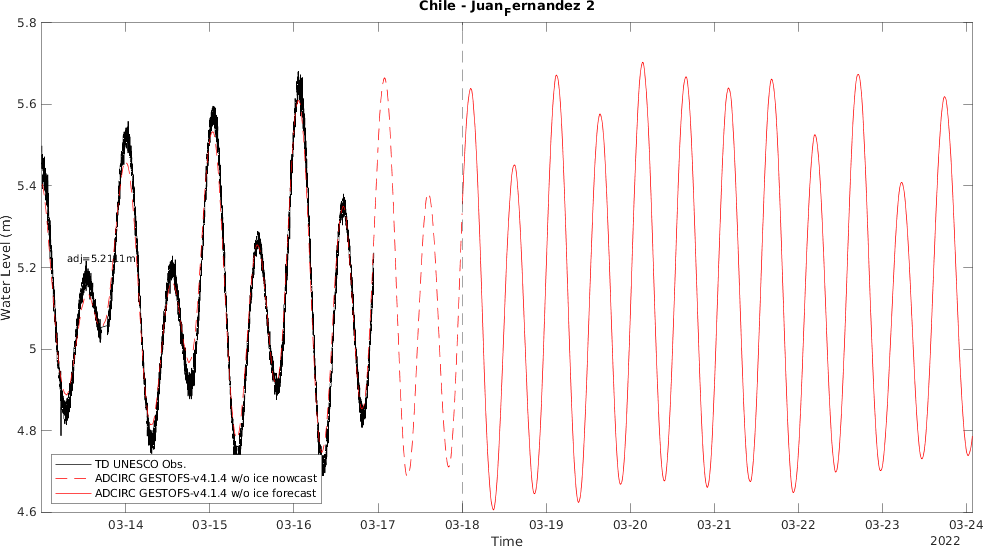 Chile - Juan_Fernandez 2
5.8
5.6
5.4
5.2
5
4.8
4.6
Water Level (m)
adj=5.2111m
TD UNESCO Obs.
ADCIRC GESTOFS-v4.1.4 w/o ice nowcast
ADCIRC GESTOFS-v4.1.4 w/o ice forecast
03-14
03-15
03-16
03-17
03-18
03-19
03-20
03-21
03-22
03-23
03-24
Time
2022